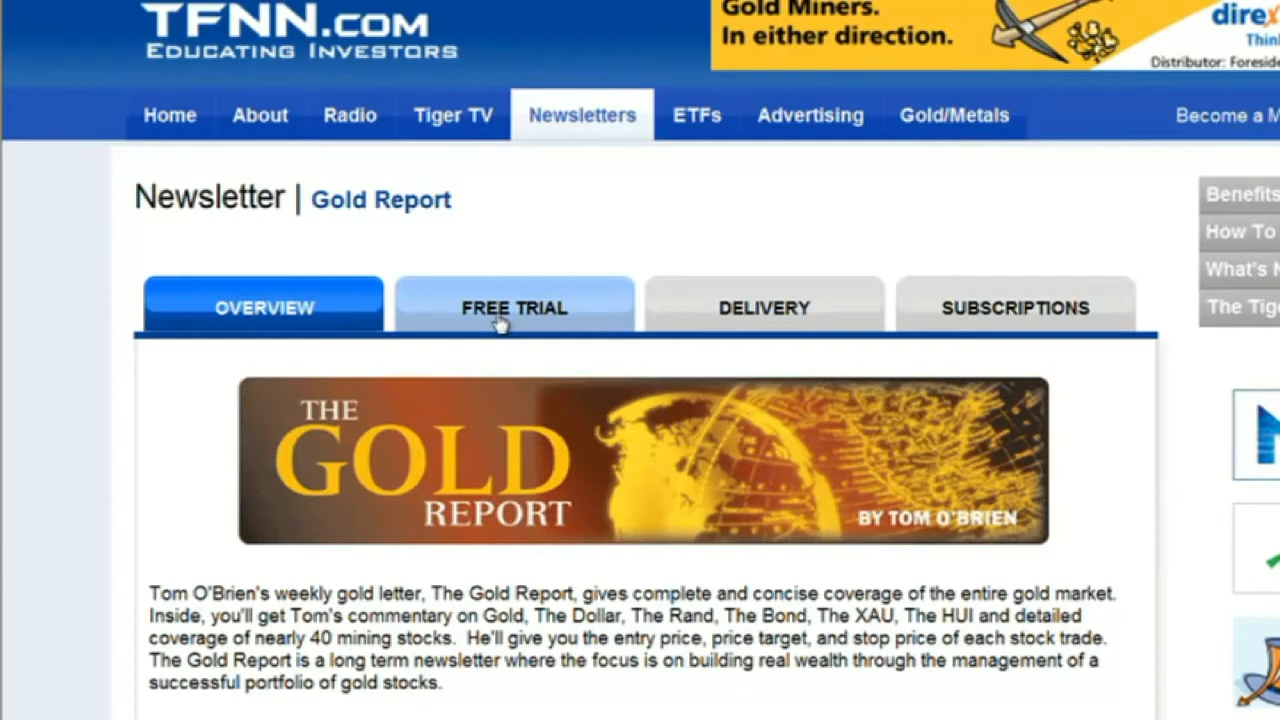 TFNN.COM
EDUCATING INVESTORS
Gold Miners.
In either direction.
Distributor:
Home About Radio Tiger TV Newsletters ETFs Advertising Gold/Metals Become a
Newsletter | Gold Report
Benefits
How To
What's
The
OVERVIEW FREE TRIAL DELIVERY SUBSCRIPTIONS
THE
GOLD
REPORT
BY TOM O'BRIEN
Tom O'Brien's weekly gold letter, The Gold Report, gives complete and concise coverage of the entire gold market.
Inside, you'll get Tom's commentary on Gold, The Dollar, The Rand, The Bond, The XAU, The HUI and detailed
coverage of nearly 40 mining stocks. He'll give you the entry price, price target, and stop price of each stock trade.
The Gold Report is a long term newsletter where the focus is on building real wealth through the management of a
successful portfolio of gold stocks.